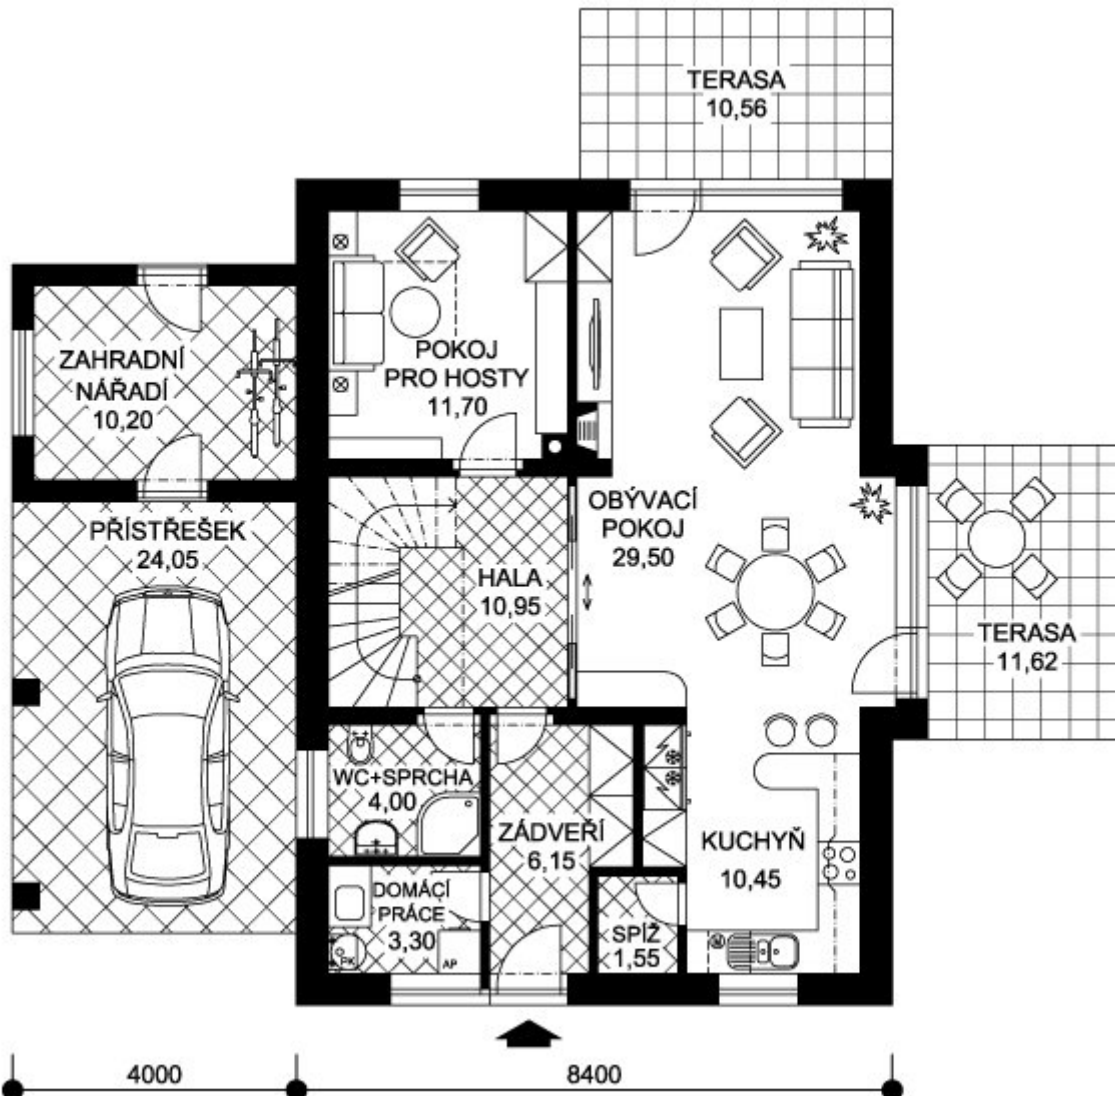 TERASA
10,56
ZAHRADNÍ
NÁŘADÍ
10,20
POKOJ
PRO HOSTY
11,70
PŘÍSTŘEŠEK
24,05
HALA
10,95
OBÝVACÍ
POKOJ
29,50
TERASA
11,62
WC+SPRCHA
4,00
ZÁDVEŘÍ
6,15
KUCHYŇ
10,45
DOMÁCÍ
PRÁCE
3,30
SPÍŽ
1,55
PK
AP
M
4000
8400